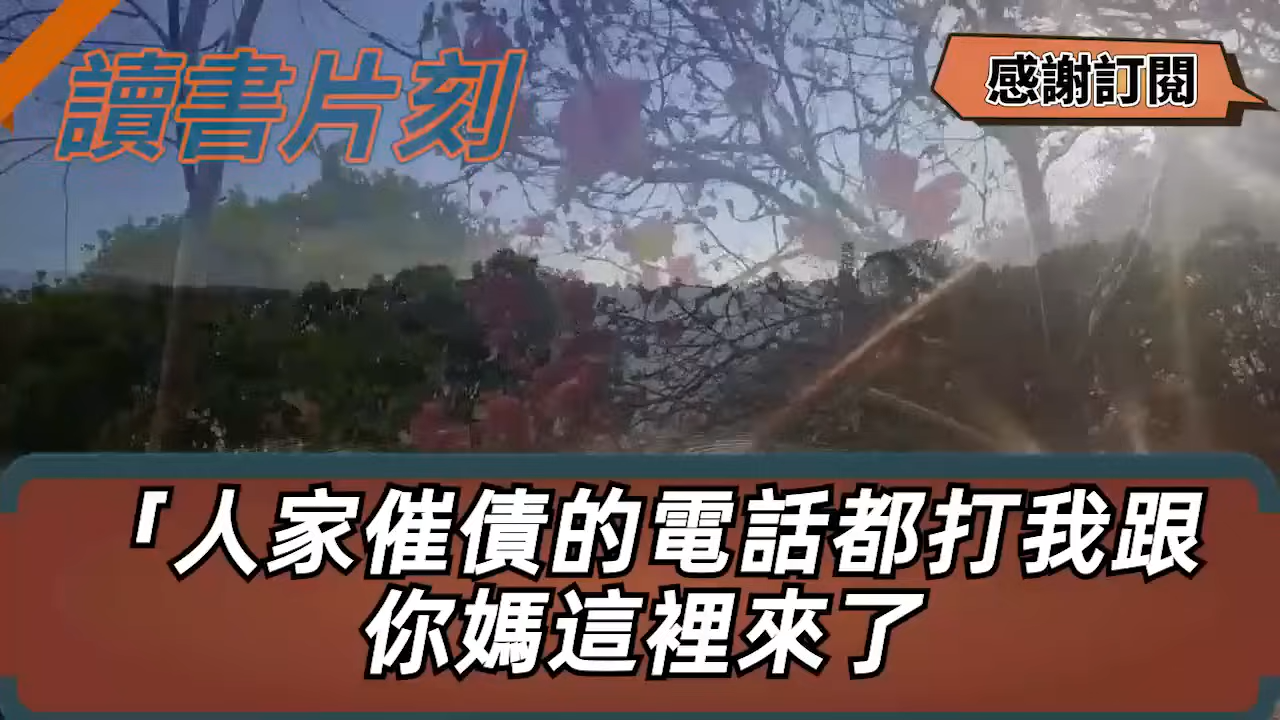 讀書片刻
感謝訂閱
「人家催債的電話都打我跟
你媽這裡來了